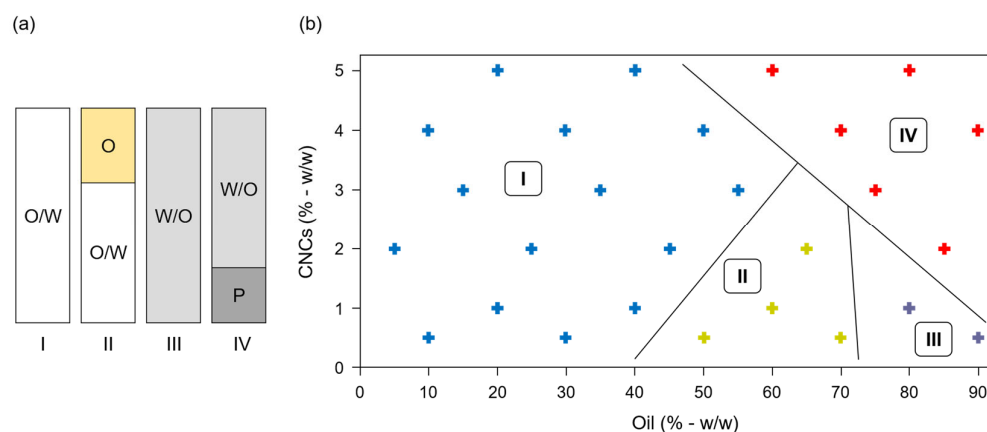 (a)
O/W
I
O
O/W
II
W/O
III
W/O
P
IV
(b)
CNCs (% - w/w)
5
4
3
2
1
0
I
II
III
IV
0 10 20 30 40 50 60 70 80 90
Oil (% - w/w)